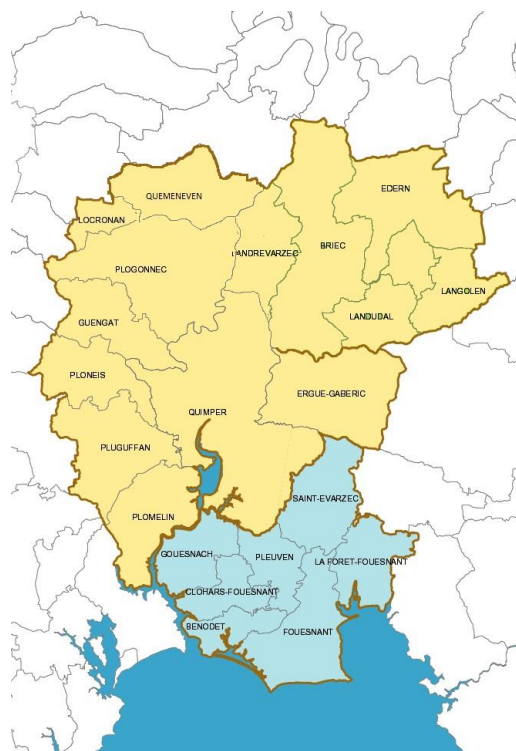 EDERN
QUEMENEVEN
LOCRONAN
BRIEC
LANDREVARZEC
PLOGONNEC
LANGOLEN
LANDUDAL
GUENGAT
PLONEIS
ERGUE-GABERIC
QUIMPER
PLUGUFFAN
SAINT-EVARZEC
PLOMELIN
GOUESNACH
PLEUVEN
LA FORET-FOUESNANT
CLOHARS-FOUESNANT
BENODET
FOUESNANT